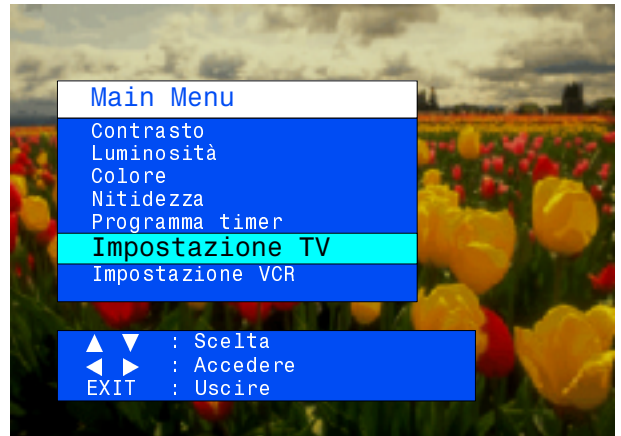 Main Menu
Contrasto
Luminosità
Colore
Nitidezza
Programma timer
Impostazione TV
Impostazione VCR
▲ ▼ : Scelta
◀ ▶ : Accedere
EXIT : Uscire